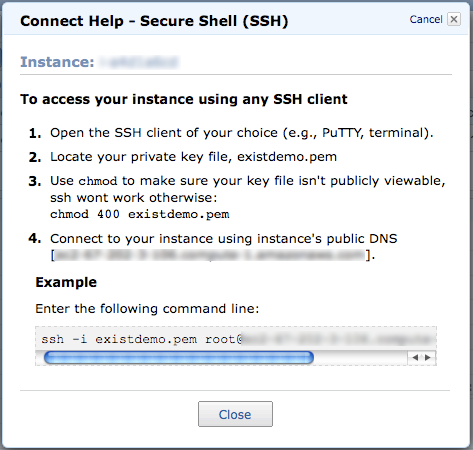 Connect Help - Secure Shell (SSH)
Cancel
Instance:
To access your instance using any SSH client
1. Open the SSH client of your choice (e.g., PuTTY, terminal).
2. Locate your private key file, existdemo.pem
3. Use chmod to make sure your key file isn't publicly viewable,
ssh wont work otherwise:
chmod 400 existdemo.pem
4. Connect to your instance using instance's public DNS
[ ].
Example
Enter the following command line:
ssh -i existdemo.pem root@
Close